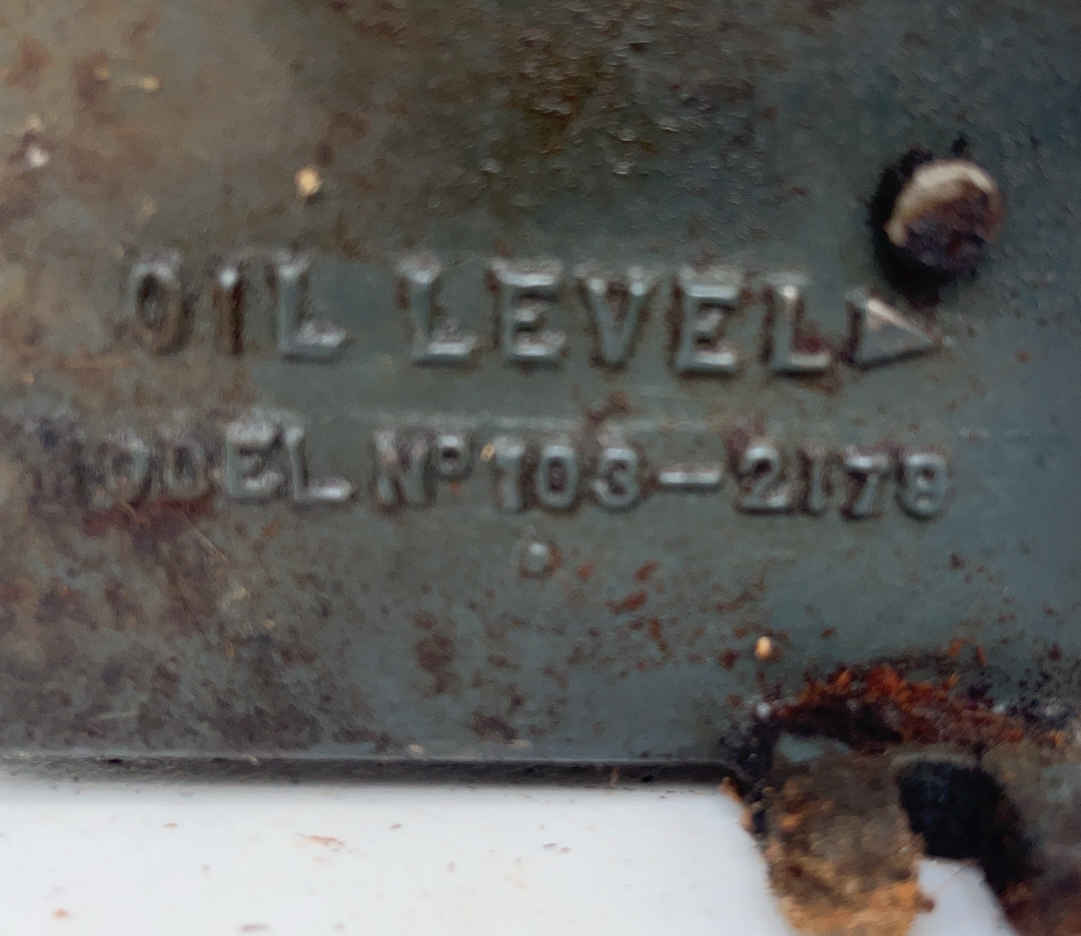 OIL LEVEL
MODEL Nº 103-2179